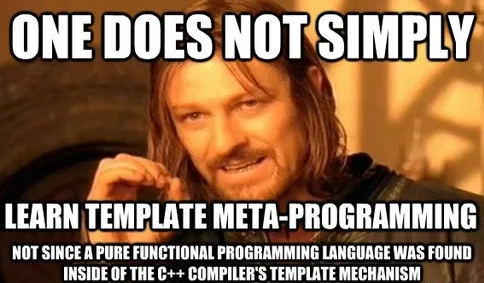 ONE DOES NOT SIMPLY
LEARN TEMPLATE META-PROGRAMMING
NOT SINCE A PURE FUNCTIONAL PROGRAMMING LANGUAGE WAS FOUND
INSIDE OF THE C++ COMPILER'S TEMPLATE MECHANISM